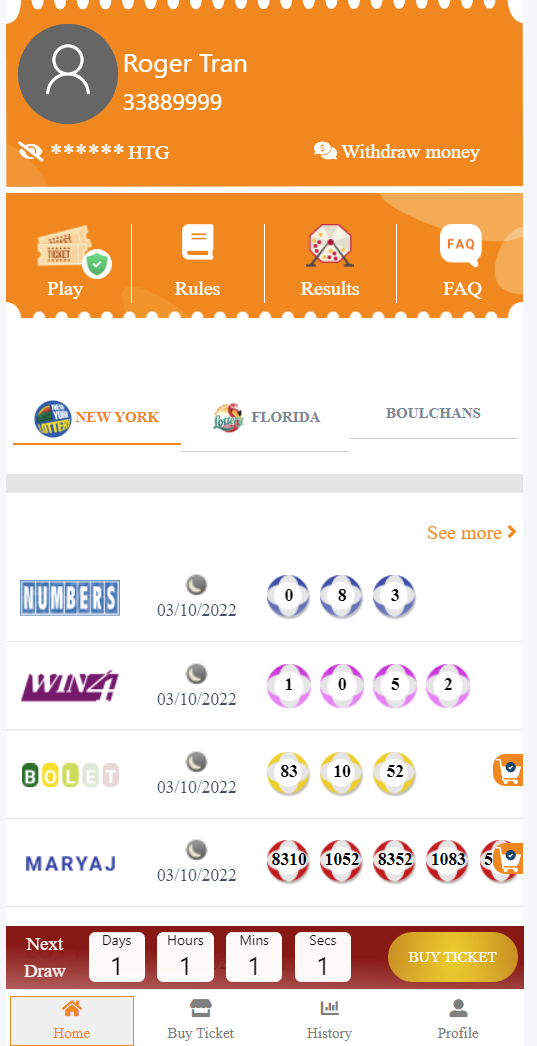 Roger Tran
33889999
****** HTG
Withdraw money
TICKET
FAQ
Play
Rules
Results
FAQ
NEW YORK LOTTERY
NEW YORK
Lottery
FLORIDA
BOULCHANS
See more
NUMBERS
03/10/2022
0 8 3
WIN4
03/10/2022
1 0 5 2
BOLET
03/10/2022
83 10 52
MARYAJ
03/10/2022
8310 1052 8352 1083
Next
Draw
Days
1
Hours
1
Mins
1
Secs
1
BUY TICKET
Home
Buy Ticket
History
Profile